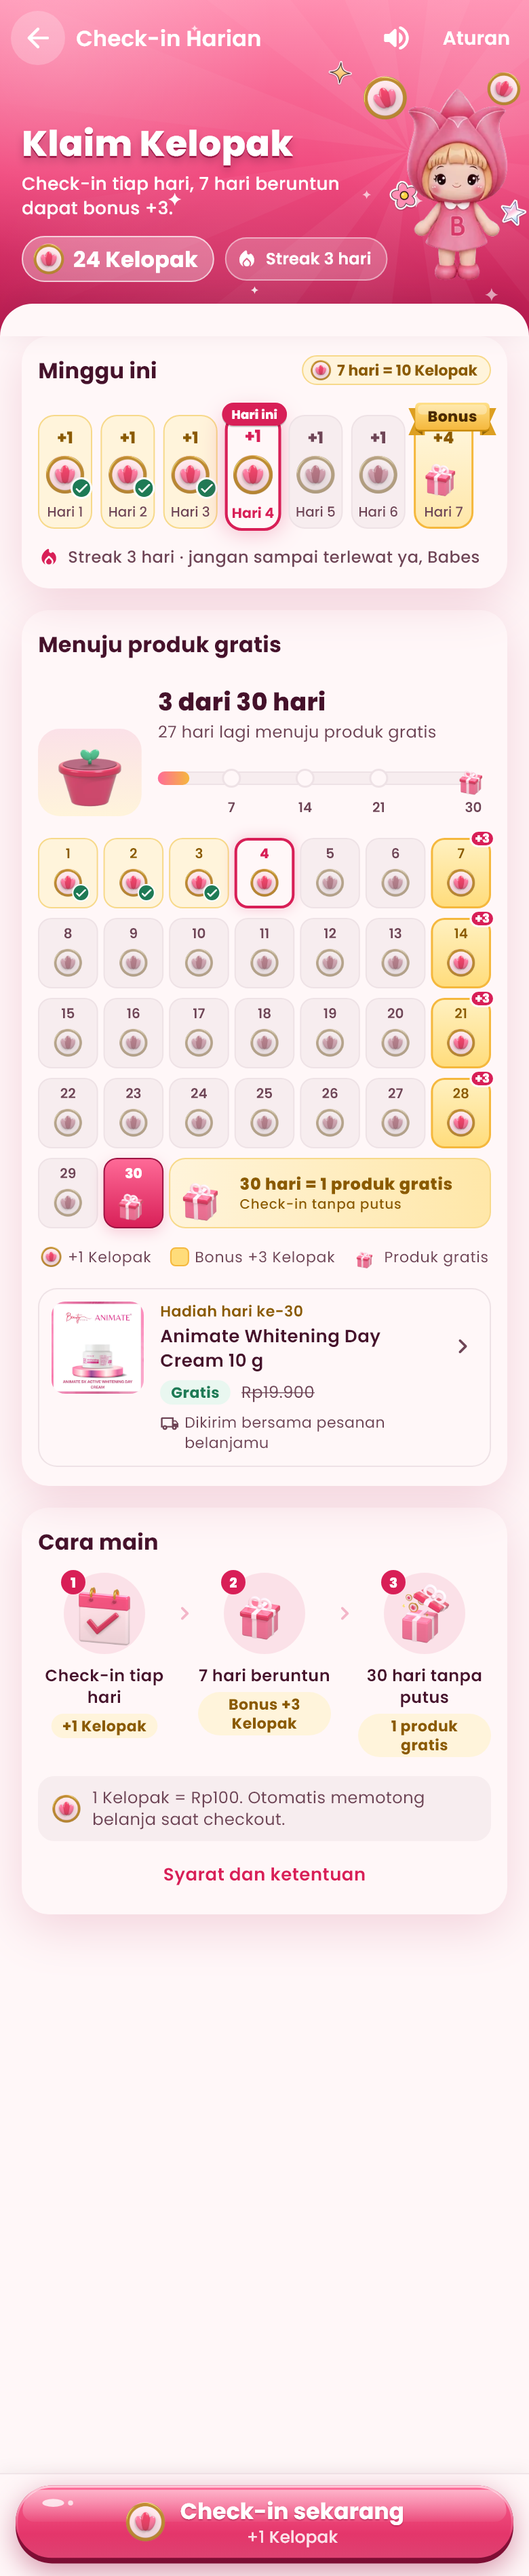 Check-in Harian
Aturan
Klaim Kelopak
Check-in tiap hari, 7 hari beruntun
dapat bonus +3.
24 Kelopak
Streak 3 hari
B
Minggu ini
7 hari = 10 Kelopak
Hari ini
Bonus
+1
+1
+1
+1
+1
+1
+4
Hari 1
Hari 2
Hari 3
Hari 4
Hari 5
Hari 6
Hari 7
Streak 3 hari · jangan sampai terlewat ya, Babes
Menuju produk gratis
3 dari 30 hari
27 hari lagi menuju produk gratis
7
14
21
30
1
2
3
4
5
6
7
+3
8
9
10
11
12
13
14
+3
15
16
17
18
19
20
21
+3
22
23
24
25
26
27
28
+3
29
30
30 hari = 1 produk gratis
Check-in tanpa putus
+1 Kelopak
Bonus +3 Kelopak
Produk gratis
Beauty ANIMATE
ANIMATE 5X ACTIVE WHITENING DAY
CREAM
Hadiah hari ke-30
Animate Whitening Day
Cream 10 g
Gratis
Rp19.900
Dikirim bersama pesanan
belanjamu
Cara main
1
2
3
Check-in tiap
hari
+1 Kelopak
7 hari beruntun
Bonus +3
Kelopak
30 hari tanpa
putus
1 produk
gratis
1 Kelopak = Rp100. Otomatis memotong
belanja saat checkout.
Syarat dan ketentuan
Check-in sekarang
+1 Kelopak